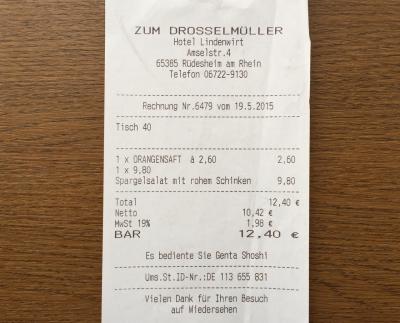 ZUM DROSSELMÜLLER
Hotel Lindenwirt
Amselstr.4
65385 Rüdesheim am Rhein
Telefon 06722-9130
Rechnung Nr.6479 vom 19.5.2015
Tisch 40
1 x ORANGENSAFT à 2,60 2,60
1 x 9,80
Spargelsalat mit rohem Schinken 9,80
Total 12,40 €
Netto 10,42 €
MwSt 19% 1,98 €
BAR 12,40 €
Es bediente Sie Genta Shoshi
Ums.St.ID-Nr.:DE 113 655 831
Vielen Dank für Ihren Besuch
auf Wiedersehen